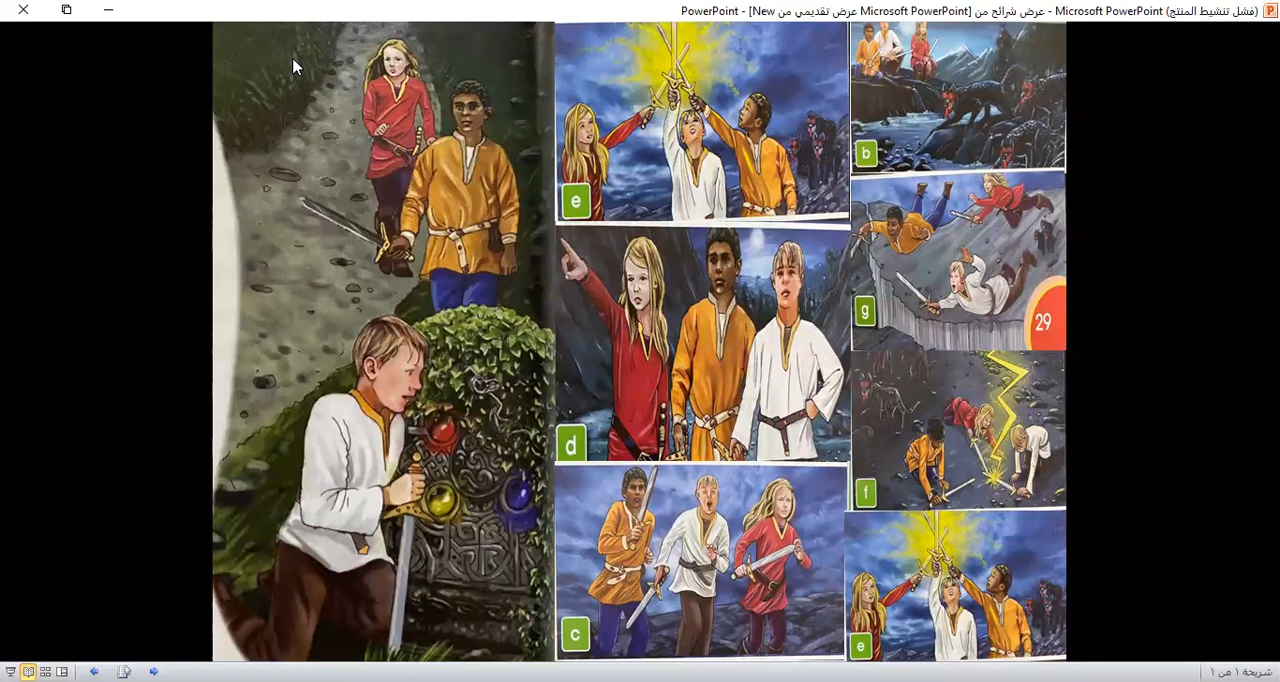 PowerPoint - [New عرض تقديمي من Microsoft PowerPoint] عرض شرائح من - Microsoft PowerPoint (فشل تنشيط المنتج)
b
e
g
29
d
f
c
e
شريحة ١ من ١